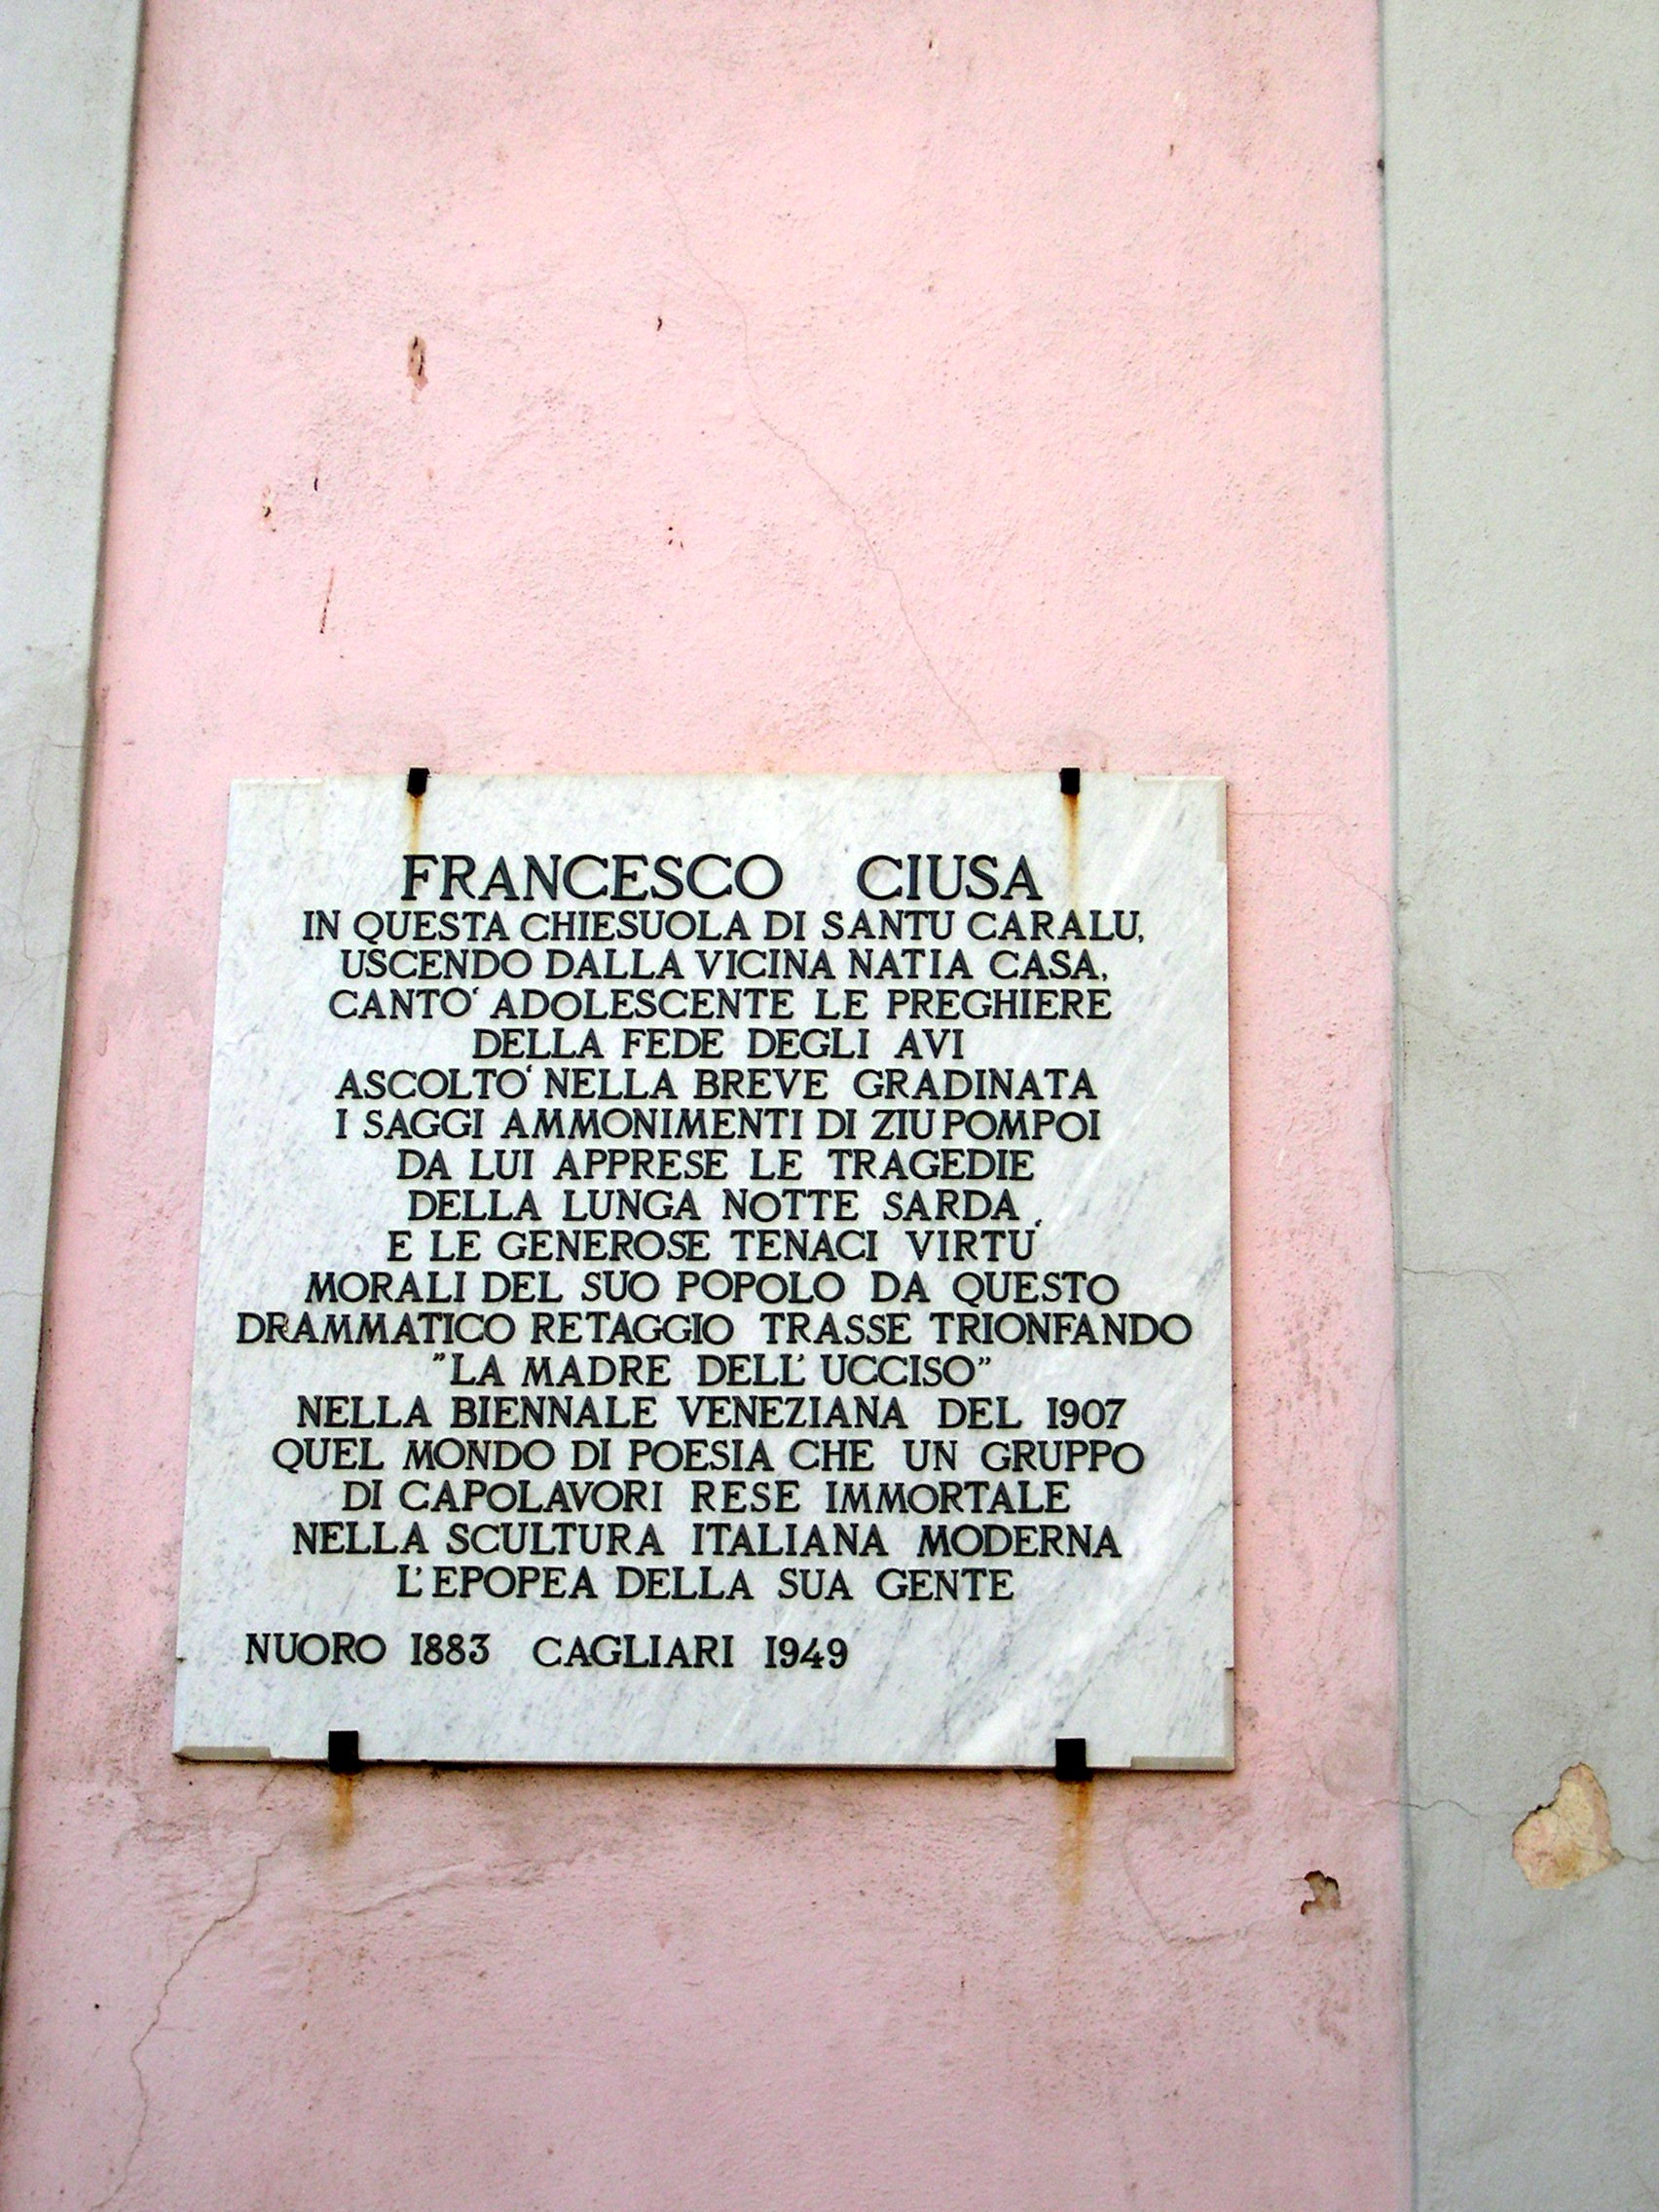 FRANCESCO CIUSA
IN QUESTA CHIESUOLA DI SANTU CARALU,
USCENDO DALLA VICINA NATIA CASA,
CANTO' ADOLESCENTE LE PREGHIERE
DELLA FEDE DEGLI AVI
ASCOLTO' NELLA BREVE GRADINATA
I SAGGI AMMONIMENTI DI ZIU POMPOI
DA LUI APPRESE LE TRAGEDIE
DELLA LUNGA NOTTE SARDA
E LE GENEROSE TENACI VIRTU'
MORALI DEL SUO POPOLO DA QUESTO
DRAMMATICO RETAGGIO TRASSE TRIONFANDO
"LA MADRE DELL'UCCISO"
NELLA BIENNALE VENEZIANA DEL 1907
QUEL MONDO DI POESIA CHE UN GRUPPO
DI CAPOLAVORI RESE IMMORTALE
NELLA SCULTURA ITALIANA MODERNA
L'EPOPEA DELLA SUA GENTE
NUORO 1883 CAGLIARI 1949